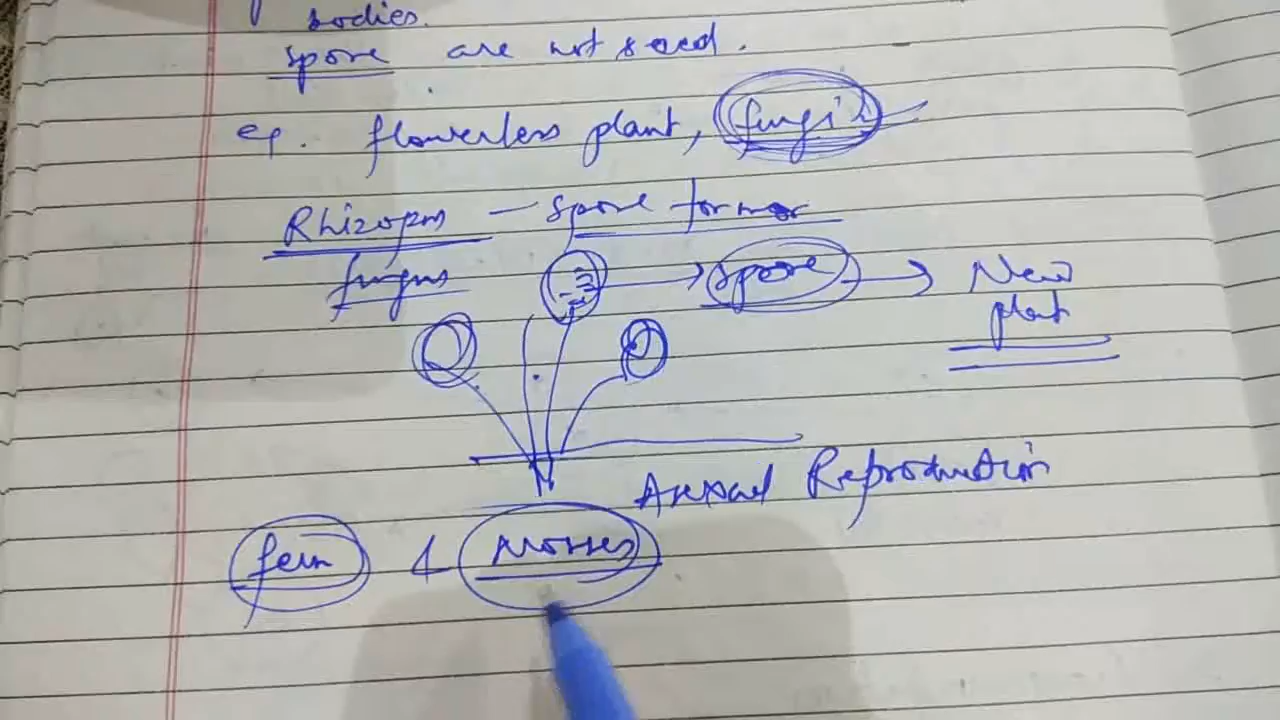 bodies.
spore are not seed.
eg. flowerless plant, fungi
Rhizopus — spore former
fungus → spore → New plant
Asexual Reproduction
fern & Mosses